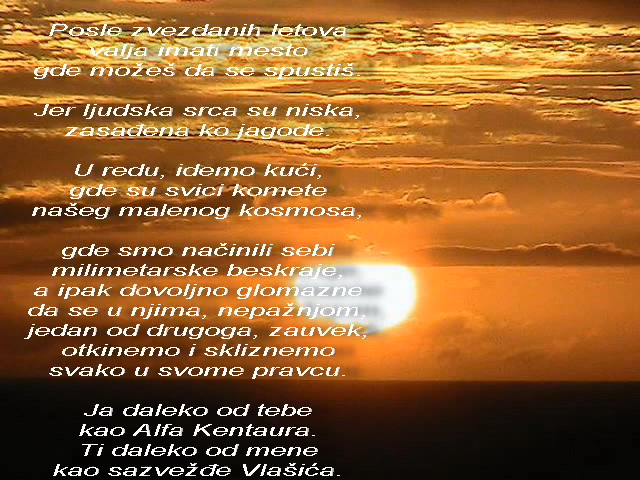 Posle zvezdanih letova
valja imati mesto
gde možeš da se spustiš.
Jer ljudska srca su niska,
zasađena ko jagode.
U redu, idemo kući,
gde su svici komete
našeg malenog kosmosa,
gde smo načinili sebi
milimetarske beskraje,
a ipak dovoljno glomazne
da se u njima, nepažnjom,
jedan od drugoga, zauvek,
otkinemo i skliznemo
svako u svome pravcu.
Ja daleko od tebe
kao Alfa Kentaura.
Ti daleko od mene
kao sazvežđe Vlašića.